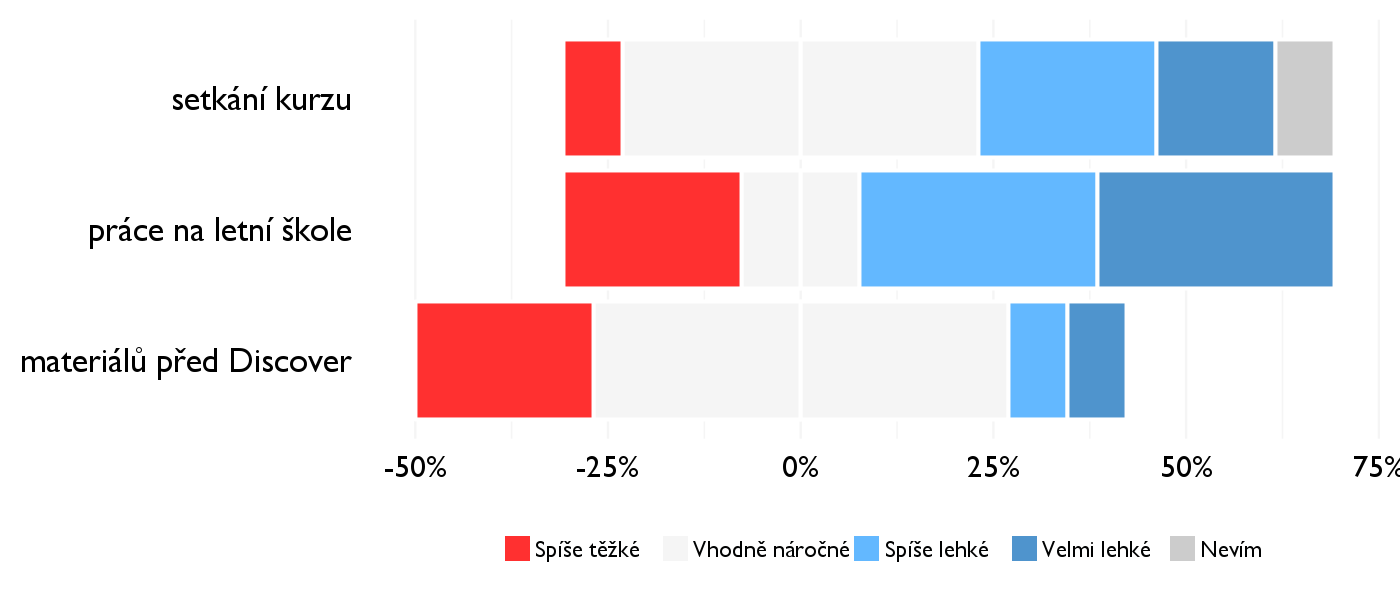 setkání kurzu
práce na letní škole
materiálů před Discover
-50% -25% 0% 25% 50% 75%
Spíše těžké Vhodně náročné Spíše lehké Velmi lehké Nevím